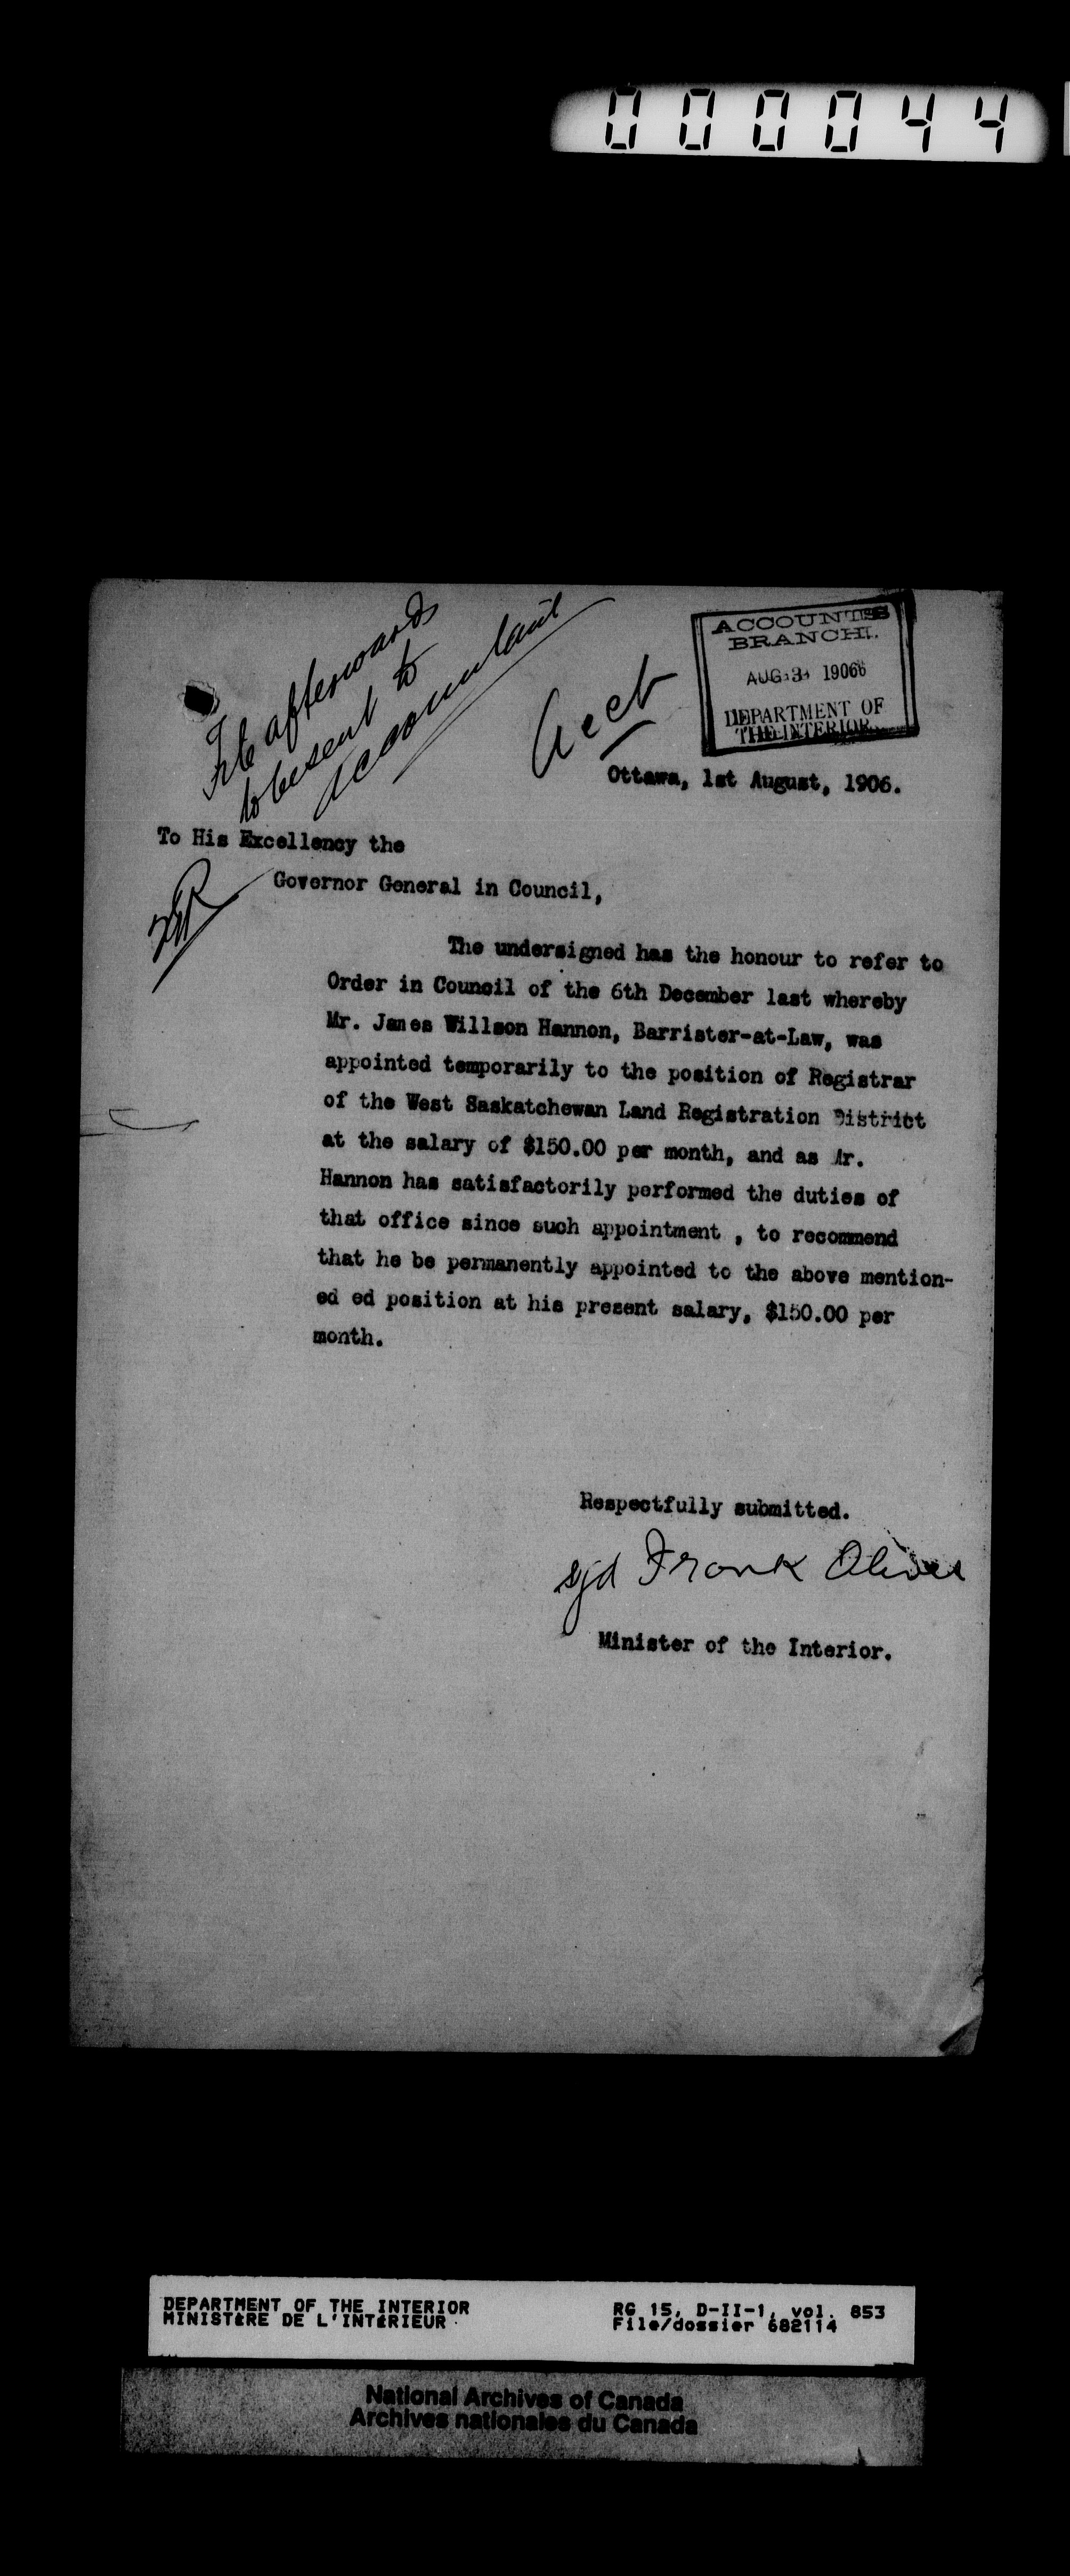 000044
File afterwards
to be sent to
Accountant
Acct
ACCOUNTS
BRANCH.
AUG 3 1906
DEPARTMENT OF
THE INTERIOR
Ottawa, 1st August, 1906.
To His Excellency the
Governor General in Council,
The undersigned has the honour to refer to
Order in Council of the 6th December last whereby
Mr. James Willson Hannon, Barrister-at-Law, was
appointed temporarily to the position of Registrar
of the West Saskatchewan Land Registration District
at the salary of $150.00 per month, and as Mr.
Hannon has satisfactorily performed the duties of
that office since such appointment , to recommend
that he be permanently appointed to the above mention-
ed ed position at his present salary, $150.00 per
month.
Respectfully submitted.
sgd Frank Oliver
Minister of the Interior.
DEPARTMENT OF THE INTERIOR RG 15, D-II-1, vol. 853
MINISTÈRE DE L'INTÉRIEUR File/dossier 682114
National Archives of Canada
Archives nationales du Canada